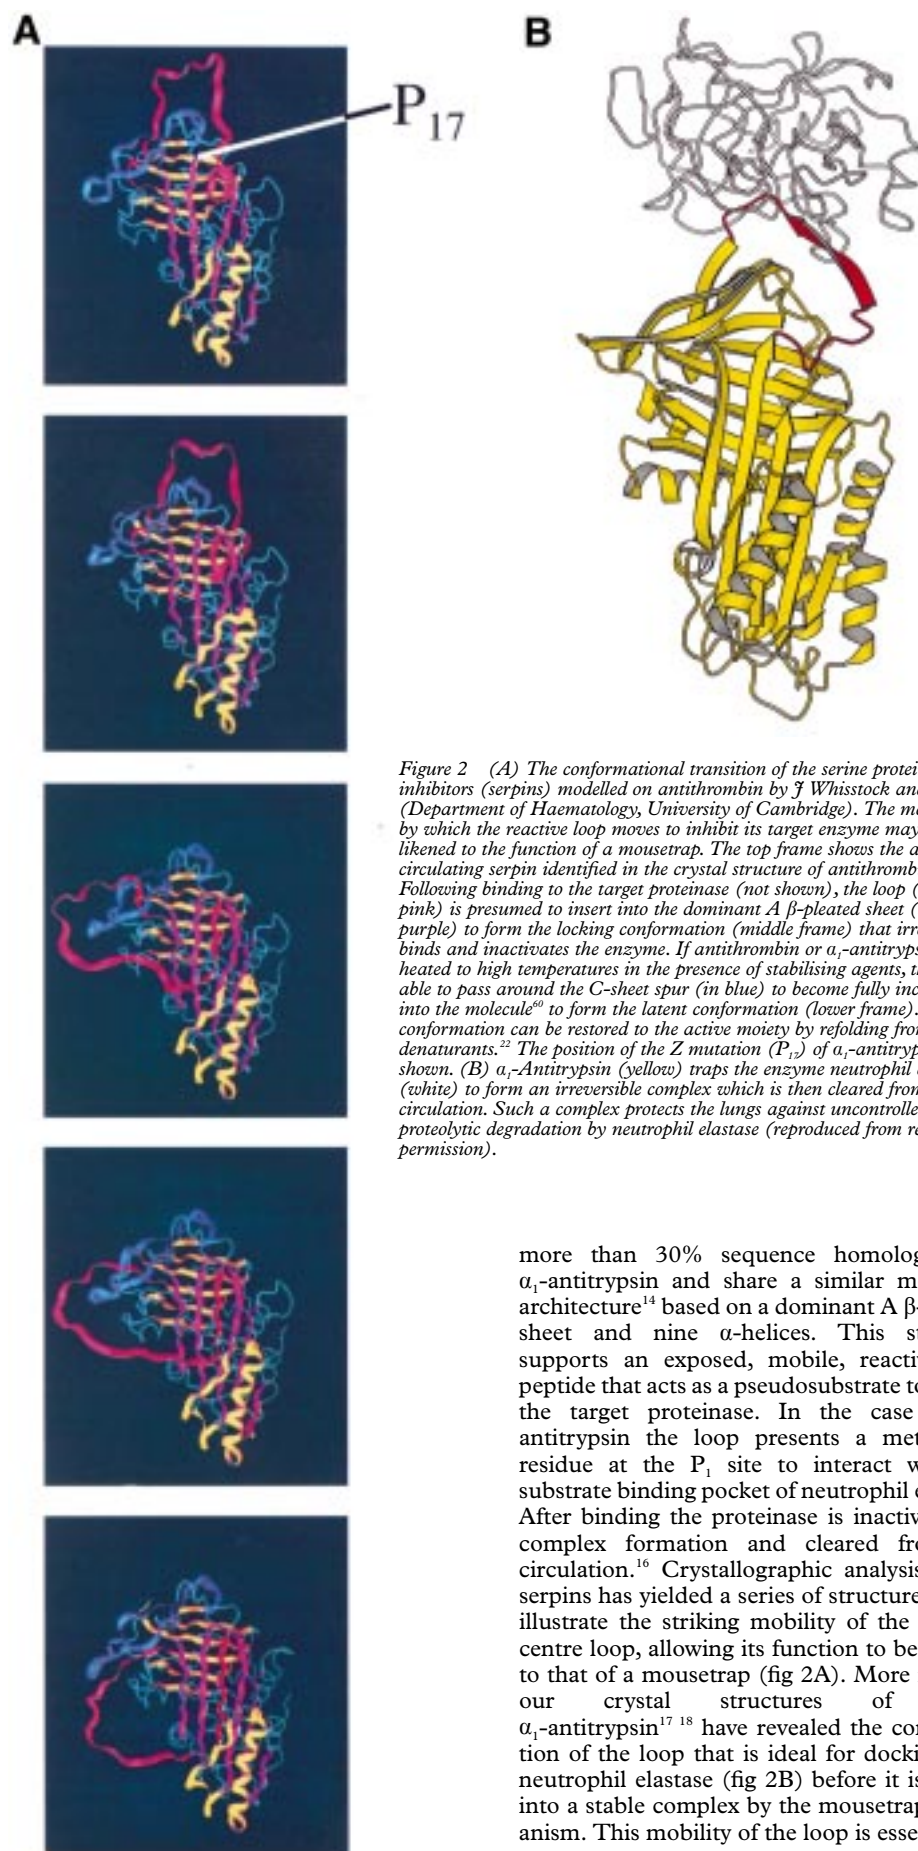 A
B
P17
Figure 2 (A) The conformational transition of the serine protei
inhibitors (serpins) modelled on antithrombin by J Whisstock an
(Department of Haematology, University of Cambridge). The m
by which the reactive loop moves to inhibit its target enzyme may
likened to the function of a mousetrap. The top frame shows the a
circulating serpin identified in the crystal structure of antithromb
Following binding to the target proteinase (not shown), the loop (
pink) is presumed to insert into the dominant A β-pleated sheet (
purple) to form the locking conformation (middle frame) that irr
binds and inactivates the enzyme. If antithrombin or α1-antitryps
heated to high temperatures in the presence of stabilising agents, t
able to pass around the C-sheet spur (in blue) to become fully inc
into the molecule60 to form the latent conformation (lower frame).
conformation can be restored to the active moiety by refolding fro
denaturants.22 The position of the Z mutation (P17) of α1-antitryp
shown. (B) α1-Antitrypsin (yellow) traps the enzyme neutrophil
(white) to form an irreversible complex which is then cleared from
circulation. Such a complex protects the lungs against uncontrolle
proteolytic degradation by neutrophil elastase (reproduced from re
permission).
more than 30% sequence homolog
α1-antitrypsin and share a similar m
architecture14 based on a dominant A β-
sheet and nine α-helices. This st
supports an exposed, mobile, reactiv
peptide that acts as a pseudosubstrate to
the target proteinase. In the case
antitrypsin the loop presents a met
residue at the P1 site to interact w
substrate binding pocket of neutrophil
After binding the proteinase is inactiv
complex formation and cleared fro
circulation.16 Crystallographic analysis
serpins has yielded a series of structure
illustrate the striking mobility of the
centre loop, allowing its function to be
to that of a mousetrap (fig 2A). More
our crystal structures of
α1-antitrypsin17 18 have revealed the con
tion of the loop that is ideal for docki
neutrophil elastase (fig 2B) before it is
into a stable complex by the mousetrap
anism. This mobility of the loop is esse